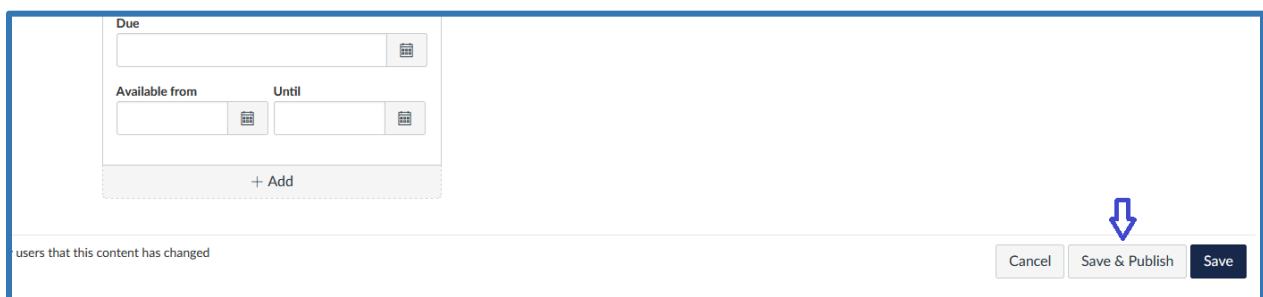 Due
Available from Until
+ Add
users that this content has changed
Cancel Save & Publish Save